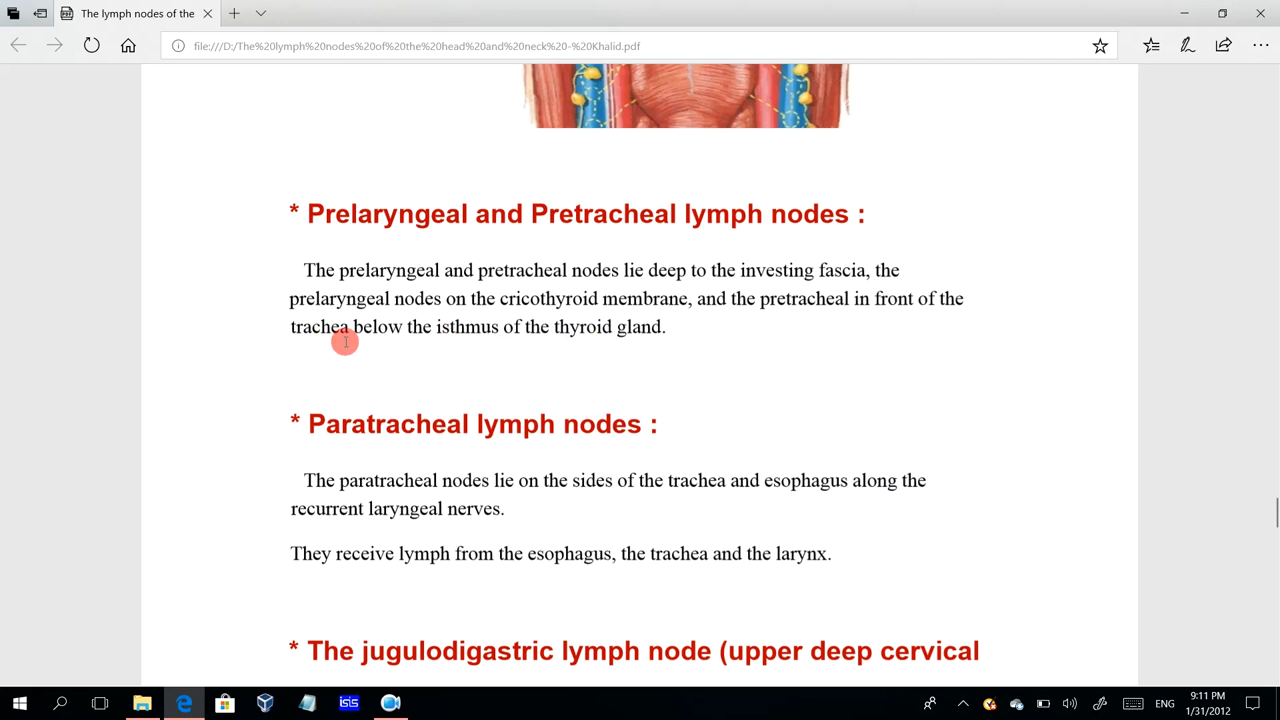 The lymph nodes of the
file:///D:/The%20lymph%20nodes%20of%20the%20head%20and%20neck%20-%20Khalid.pdf
* Prelaryngeal and Pretracheal lymph nodes :
The prelaryngeal and pretracheal nodes lie deep to the investing fascia, the
prelaryngeal nodes on the cricothyroid membrane, and the pretracheal in front of the
trachea below the isthmus of the thyroid gland.
* Paratracheal lymph nodes :
The paratracheal nodes lie on the sides of the trachea and esophagus along the
recurrent laryngeal nerves.
They receive lymph from the esophagus, the trachea and the larynx.
* The jugulodigastric lymph node (upper deep cervical
isis
ENG
9:11 PM
1/31/2012